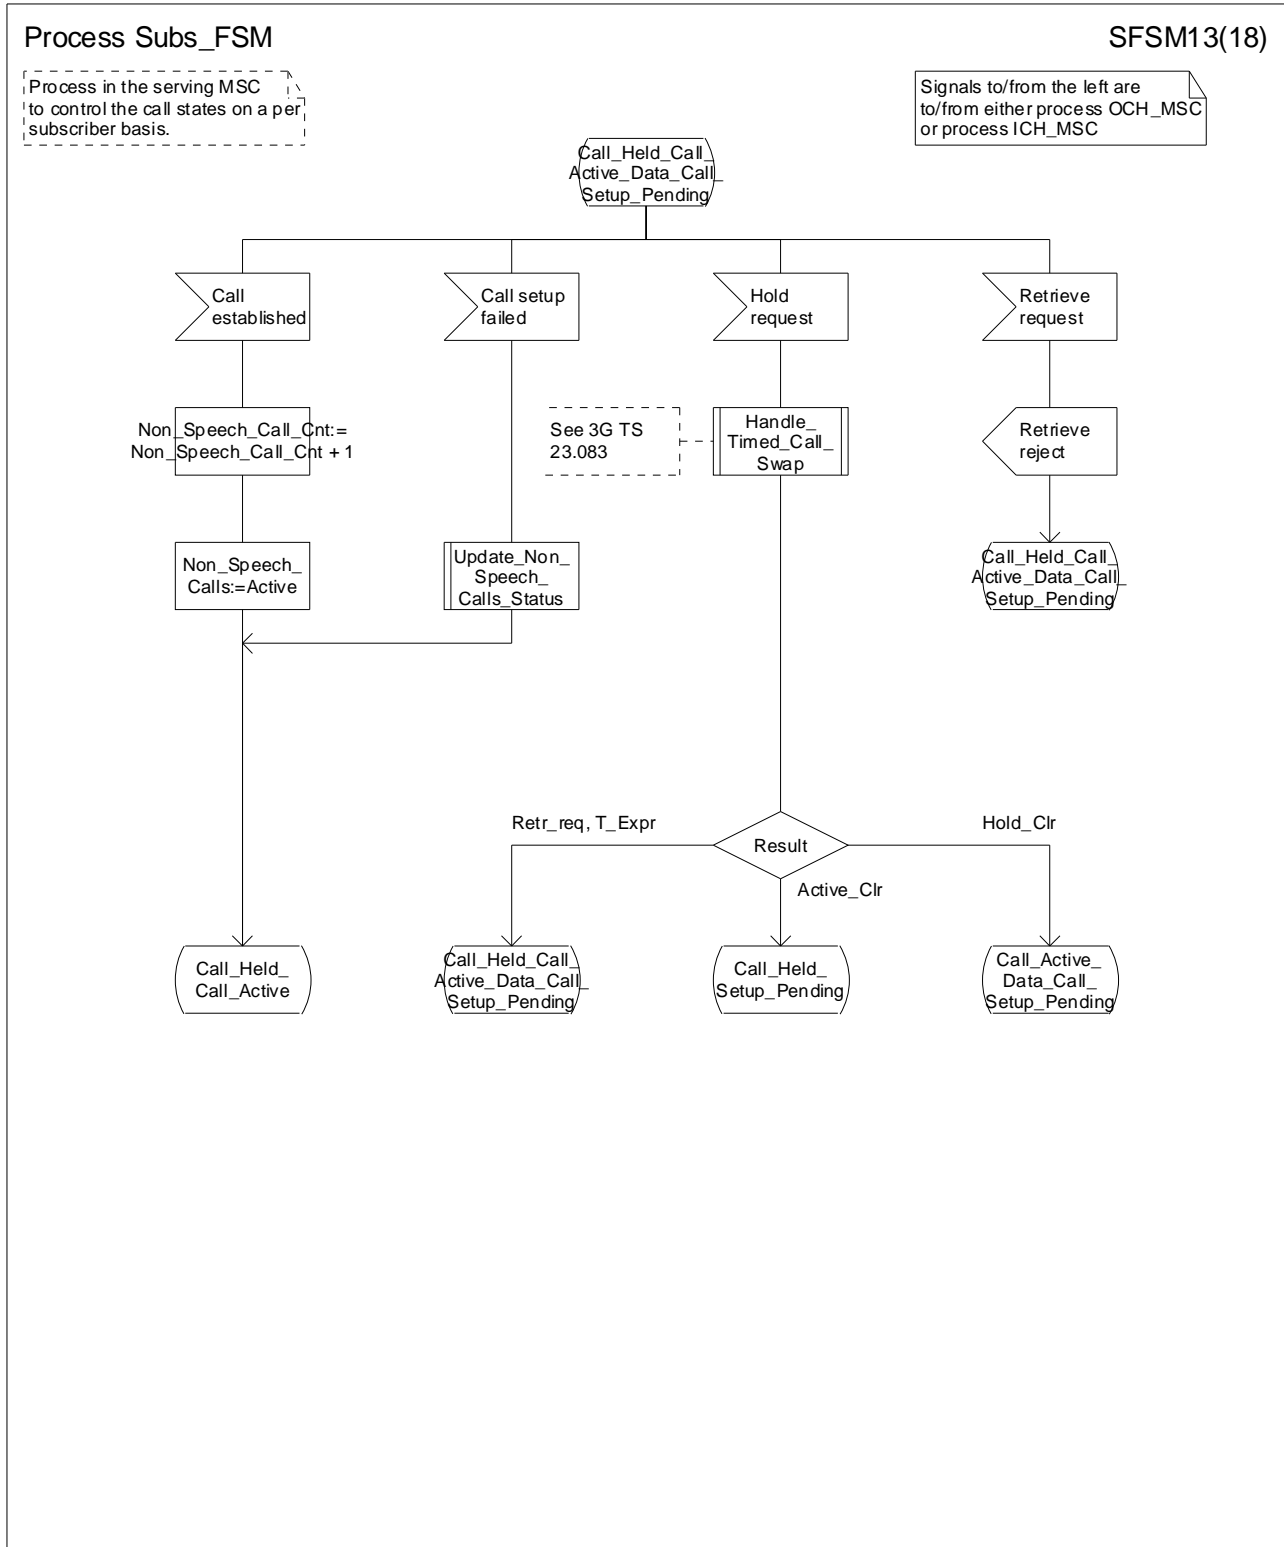 Process Subs_FSM
SFSM13(18)
Process in the serving MSC
to control the call states on a per
subscriber basis.
Signals to/from the left are
to/from either process OCH_MSC
or process ICH_MSC
Call_Held_Call_
Active_Data_Call_
Setup_Pending
Call
established
Call setup
failed
Hold
request
Retrieve
request
Non_Speech_Call_Cnt:=
Non_Speech_Call_Cnt + 1
See 3G TS
23.083
Handle_
Timed_Call_
Swap
Retrieve
reject
Non_Speech_
Calls:=Active
Update_Non_
Speech_
Calls_Status
Call_Held_Call_
Active_Data_Call_
Setup_Pending
Retr_req, T_Expr
Result
Hold_Clr
Active_Clr
Call_Held_
Call_Active
Call_Held_Call_
Active_Data_Call_
Setup_Pending
Call_Held_
Setup_Pending
Call_Active_
Data_Call_
Setup_Pending